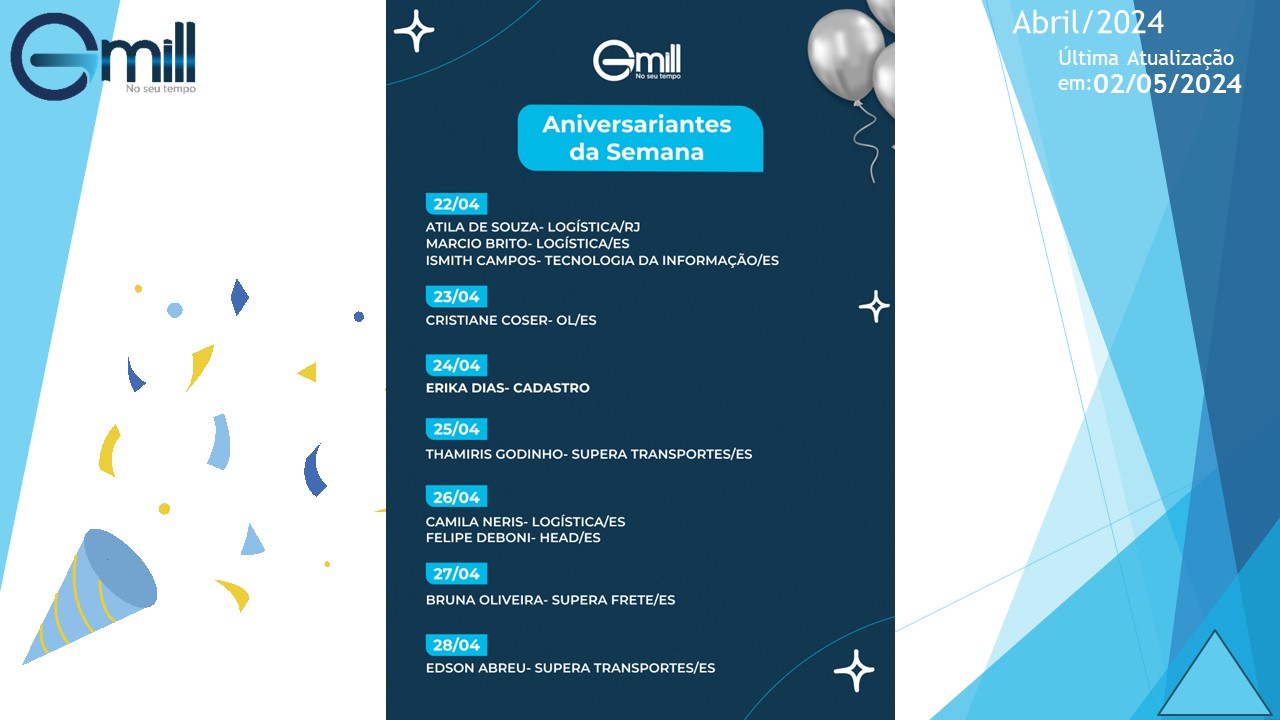 Gmill
No seu tempo
Gmill
No seu tempo
Aniversariantes
da Semana
22/04
ATILA DE SOUZA- LOGÍSTICA/RJ
MARCIO BRITO- LOGÍSTICA/ES
ISMITH CAMPOS- TECNOLOGIA DA INFORMAÇÃO/ES
23/04
CRISTIANE COSER- OL/ES
24/04
ERIKA DIAS- CADASTRO
25/04
THAMIRIS GODINHO- SUPERA TRANSPORTES/ES
26/04
CAMILA NERIS- LOGÍSTICA/ES
FELIPE DEBONI- HEAD/ES
27/04
BRUNA OLIVEIRA- SUPERA FRETE/ES
28/04
EDSON ABREU- SUPERA TRANSPORTES/ES
Abril/2024
Última Atualização
em:02/05/2024